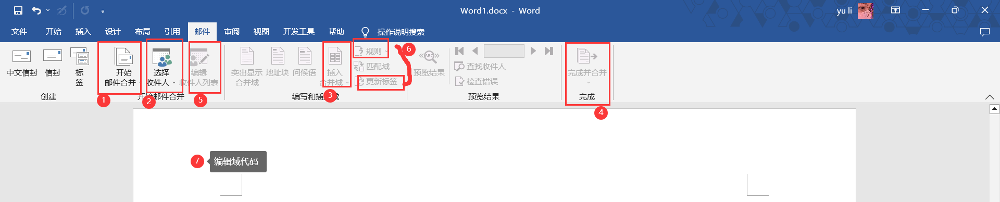 Word1.docx - Word
yu li
文件 开始 插入 设计 布局 引用 邮件 审阅 视图 开发工具 帮助 操作说明搜索
中文信封
信封
标
签
创建
开始
邮件合并
选择
收件人
编辑
收件人列表
开始邮件合并
1
2
5
突出显示
合并域
地址块
问候语
插入
合并域
规则
匹配域
更新标签
编写和插
域
3
6
ABC
预览结果
查找收件人
检查错误
预览结果
完成并合并
完成
4
7
编辑域代码